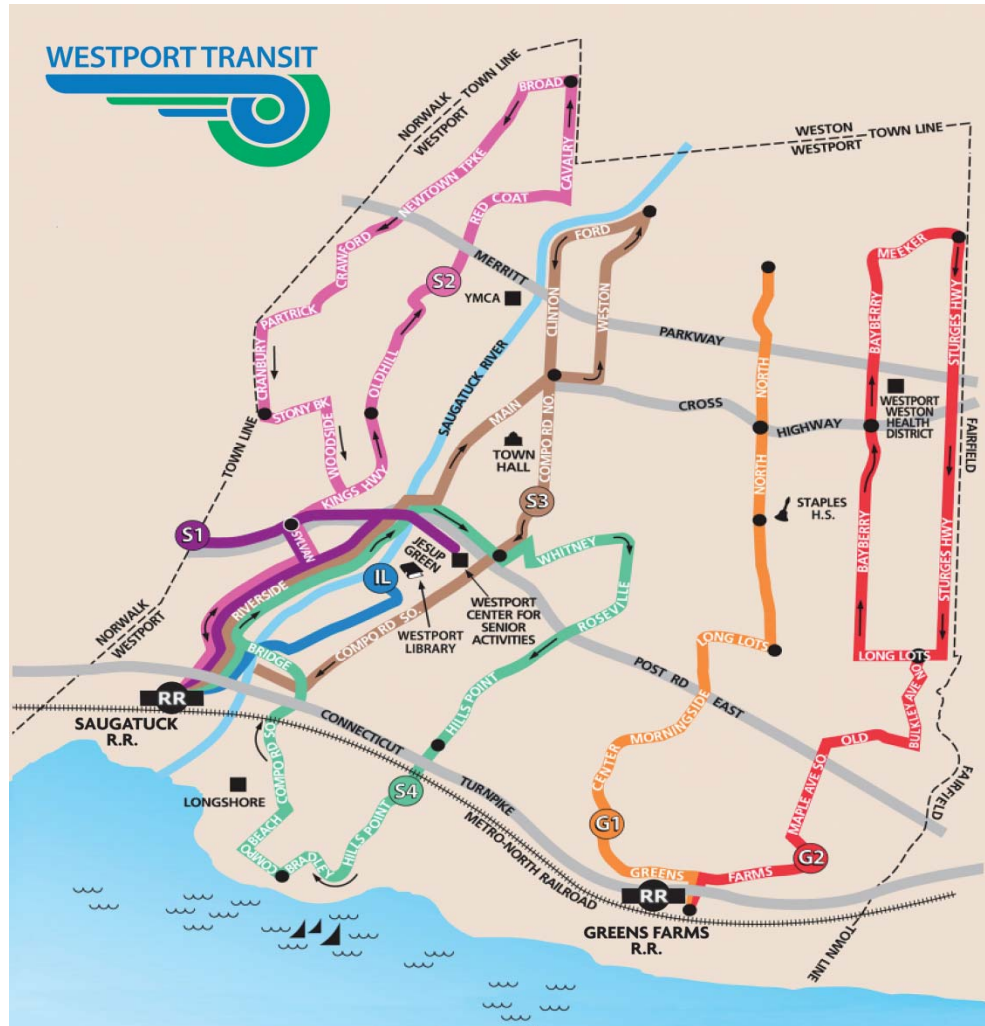 WESTPORT TRANSIT
NORWALK
WESTPORT
TOWN LINE
BROAD
WESTON
WESTPORT
TOWN LINE
CAVALRY
NEWTOWN TPKE
RED COAT
CRAWFORD
FORD
MEEKER
MERRITT
S2
YMCA
PARTRICK
CLINTON
WESTON
PARKWAY
BAYBERRY
STURGES HWY
CRANBURY
OLDHILL
SAUGATUCK RIVER
NORTH
STONY BK
MAIN
CROSS
HIGHWAY
WESTPORT
WESTON
HEALTH
DISTRICT
FAIRFIELD
TOWN LINE
WOODSIDE
TOWN
HALL
COMPO RD NO.
NORTH
KINGS HWY
S3
STAPLES
H.S.
S1
SYLVAN
WHITNEY
BAYBERRY
STURGES HWY
JESUP
GREEN
IL
RIVERSIDE
WESTPORT
CENTER FOR
SENIOR
ACTIVITIES
ROSEVILLE
WESTPORT
LIBRARY
NORWALK
WESTPORT
COMPO RD SO.
LONG LOTS
LONG LOTS
BRIDGE
POST RD
EAST
BULKLEY AVE NO.
RR
SAUGATUCK
R.R.
CONNECTICUT
HILLS POINT
MORNINGSIDE
OLD
COMPO RD SO.
CENTER
MAPLE AVE SO.
FAIRFIELD
LONGSHORE
S4
TURNPIKE
METRO-NORTH RAILROAD
G1
BEACH
COMPO
BRADLEY
HILLS POINT
G2
GREENS
FARMS
RR
GREENS FARMS
R.R.
TOWN LINE